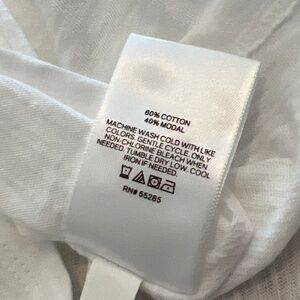 60% COTTON
40% MODAL
MACHINE WASH COLD WITH LIKE
COLORS. GENTLE CYCLE. ONLY
NON-CHLORINE BLEACH WHEN
NEEDED. TUMBLE DRY LOW. COOL
IRON IF NEEDED.
RN# 55285